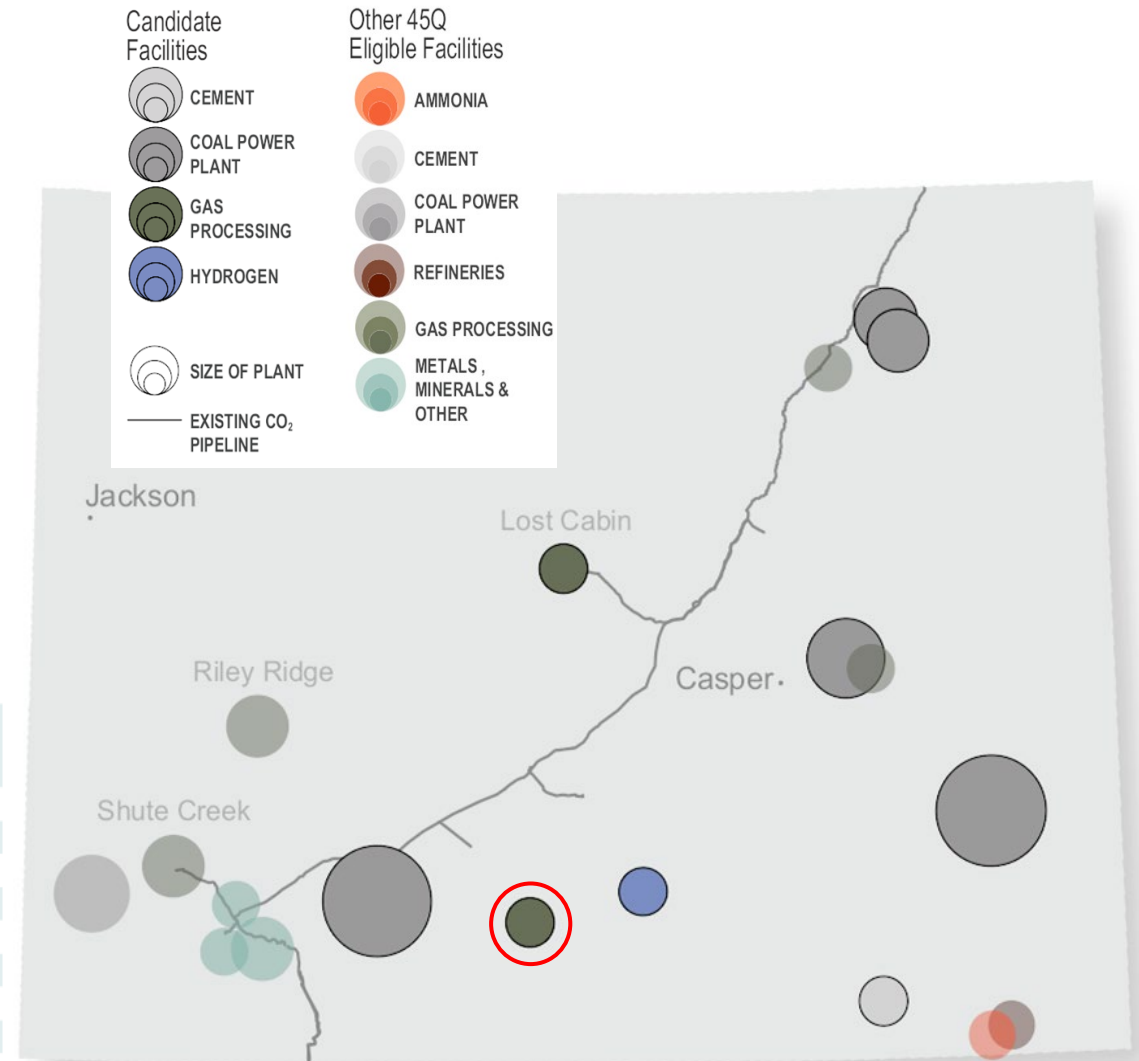 Candidate
Facilities
CEMENT
COAL POWER
PLANT
GAS
PROCESSING
HYDROGEN
SIZE OF PLANT
EXISTING CO₂
PIPELINE
Other 45Q
Eligible Facilities
AMMONIA
CEMENT
COAL POWER
PLANT
REFINERIES
GAS PROCESSING
METALS ,
MINERALS &
OTHER
Jackson
Lost Cabin
Riley Ridge
Casper
Shute Creek